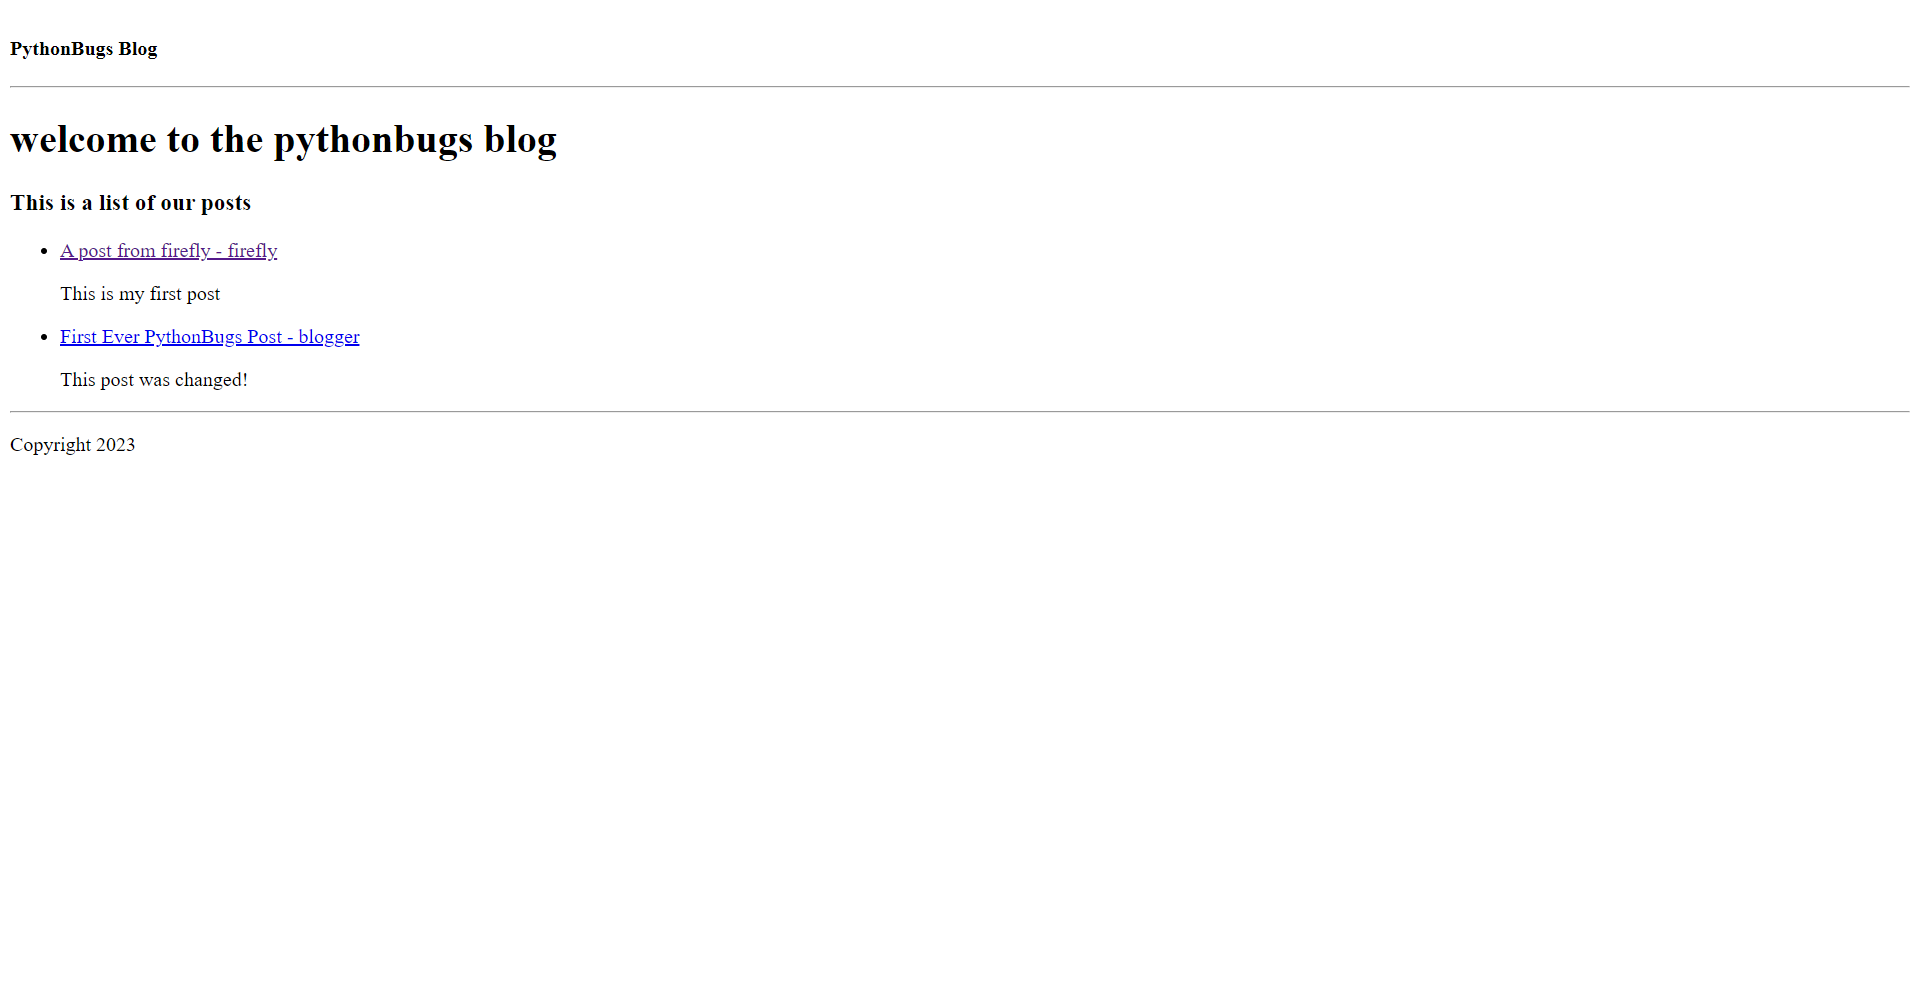 PythonBugs Blog
welcome to the pythonbugs blog
This is a list of our posts
A post from firefly - firefly
This is my first post
First Ever PythonBugs Post - blogger
This post was changed!
Copyright 2023